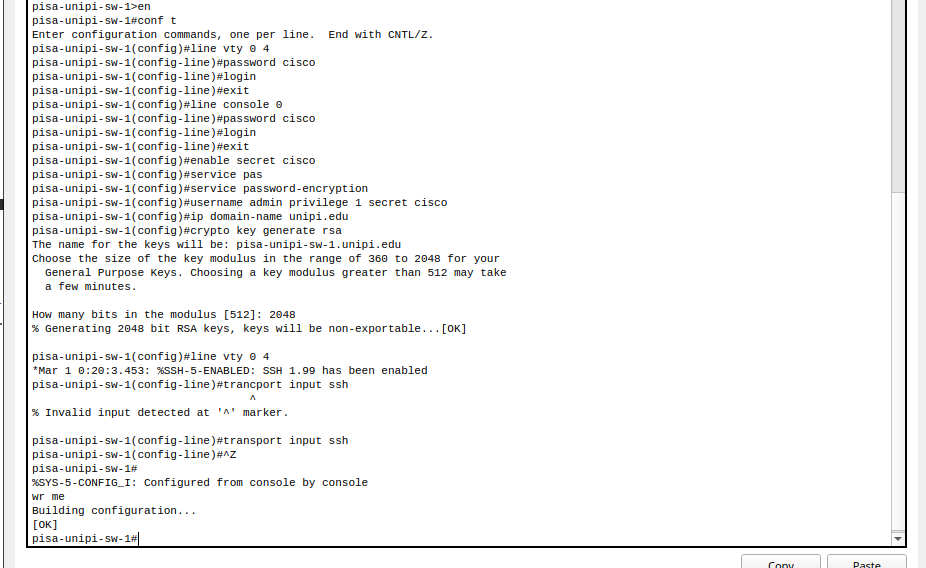 pisa-unipi-sw-1>en
pisa-unipi-sw-1#conf t
Enter configuration commands, one per line.  End with CNTL/Z.
pisa-unipi-sw-1(config)#line vty 0 4
pisa-unipi-sw-1(config-line)#password cisco
pisa-unipi-sw-1(config-line)#login
pisa-unipi-sw-1(config-line)#exit
pisa-unipi-sw-1(config)#line console 0
pisa-unipi-sw-1(config-line)#password cisco
pisa-unipi-sw-1(config-line)#login
pisa-unipi-sw-1(config-line)#exit
pisa-unipi-sw-1(config)#enable secret cisco
pisa-unipi-sw-1(config)#service pas
pisa-unipi-sw-1(config)#service password-encryption
pisa-unipi-sw-1(config)#username admin privilege 1 secret cisco
pisa-unipi-sw-1(config)#ip domain-name unipi.edu
pisa-unipi-sw-1(config)#crypto key generate rsa
The name for the keys will be: pisa-unipi-sw-1.unipi.edu
Choose the size of the key modulus in the range of 360 to 2048 for your
  General Purpose Keys. Choosing a key modulus greater than 512 may take
  a few minutes.

How many bits in the modulus [512]: 2048
% Generating 2048 bit RSA keys, keys will be non-exportable...[OK]

pisa-unipi-sw-1(config)#line vty 0 4
*Mar 1 0:20:3.453: %SSH-5-ENABLED: SSH 1.99 has been enabled
pisa-unipi-sw-1(config-line)#trancport input ssh
                                 ^
% Invalid input detected at '^' marker.

pisa-unipi-sw-1(config-line)#transport input ssh
pisa-unipi-sw-1(config-line)#^Z
pisa-unipi-sw-1#
%SYS-5-CONFIG_I: Configured from console by console
wr me
Building configuration...
[OK]
pisa-unipi-sw-1#
Copy
Paste